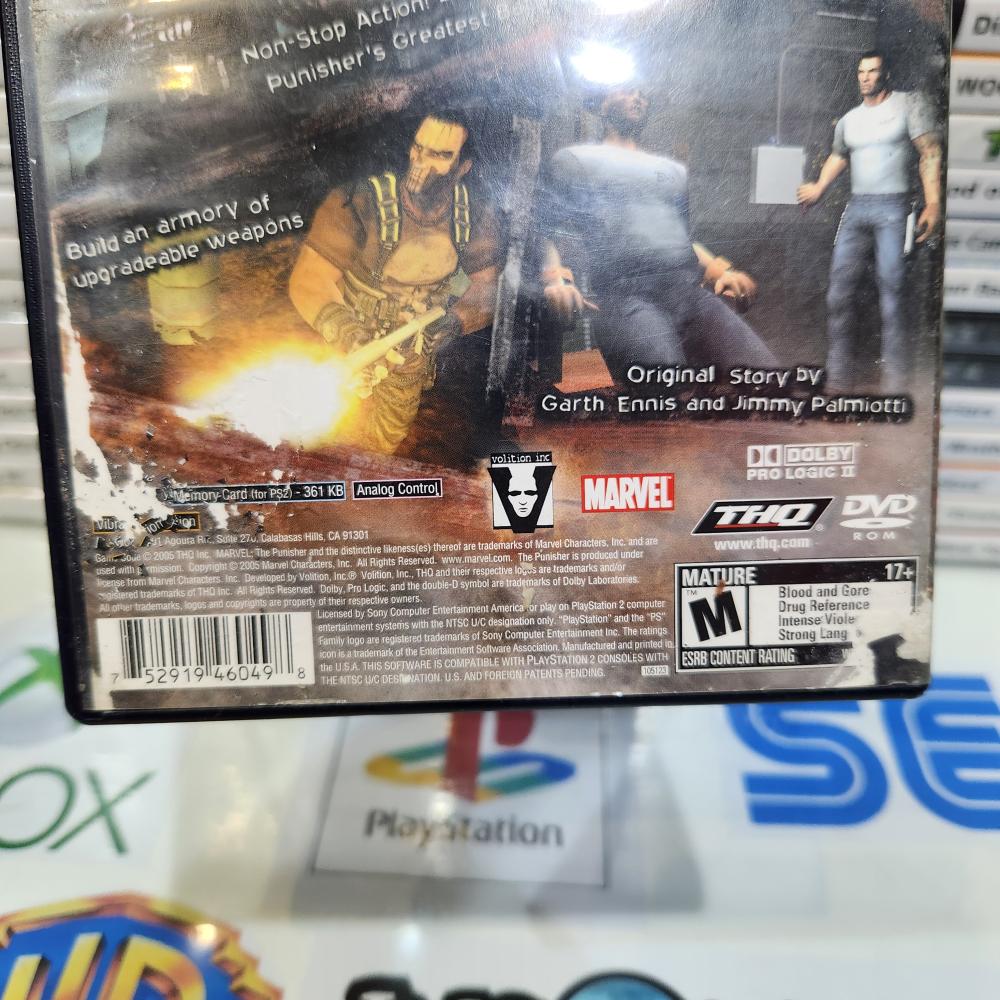 Non-Stop Action!
Punisher's Greatest
Build an armory of
upgradeable weapons
Original Story by
Garth Ennis and Jimmy Palmiotti
volition inc
V
MARVEL
DOLBY
PRO LOGIC II
THQ
DVD
ROM
www.thq.com
Memory Card (for PS2) - 361 KB
Analog Control
Agoura Suite Calabasas Hills, CA 91301
© 2005 THQ Inc. MARVEL, The Punisher and the distinctive likeness(es) thereof are trademarks of Marvel Characters, Inc. and are
used with permission. Copyright © 2005 Marvel Characters, Inc. All Rights Reserved. www.marvel.com. The Punisher is produced under
license from Marvel Characters, Inc. Developed by Volition, Inc.® Volition, Inc., THQ and their respective logos are trademarks and/or
registered trademarks of THQ Inc. All Rights Reserved. Dolby, Pro Logic, and the double-D symbol are trademarks of Dolby Laboratories.
All other trademarks, logos and copyrights are property of their respective owners.
Licensed by Sony Computer Entertainment America for play on PlayStation 2 computer
entertainment systems with the NTSC U/C designation only. "PlayStation" and the "PS"
Family logo are registered trademarks of Sony Computer Entertainment Inc. The ratings
icon is a trademark of the Entertainment Software Association. Manufactured and printed in
the U.S.A. THIS SOFTWARE IS COMPATIBLE WITH PLAYSTATION 2 CONSOLES WITH
THE NTSC U/C DESIGNATION. U.S. AND FOREIGN PATENTS PENDING.
105123
7 52919 46049 8
MATURE 17+
M
Blood and Gore
Drug Reference
Intense
Strong
ESRB CONTENT RATING
PlayStation
OX
SE